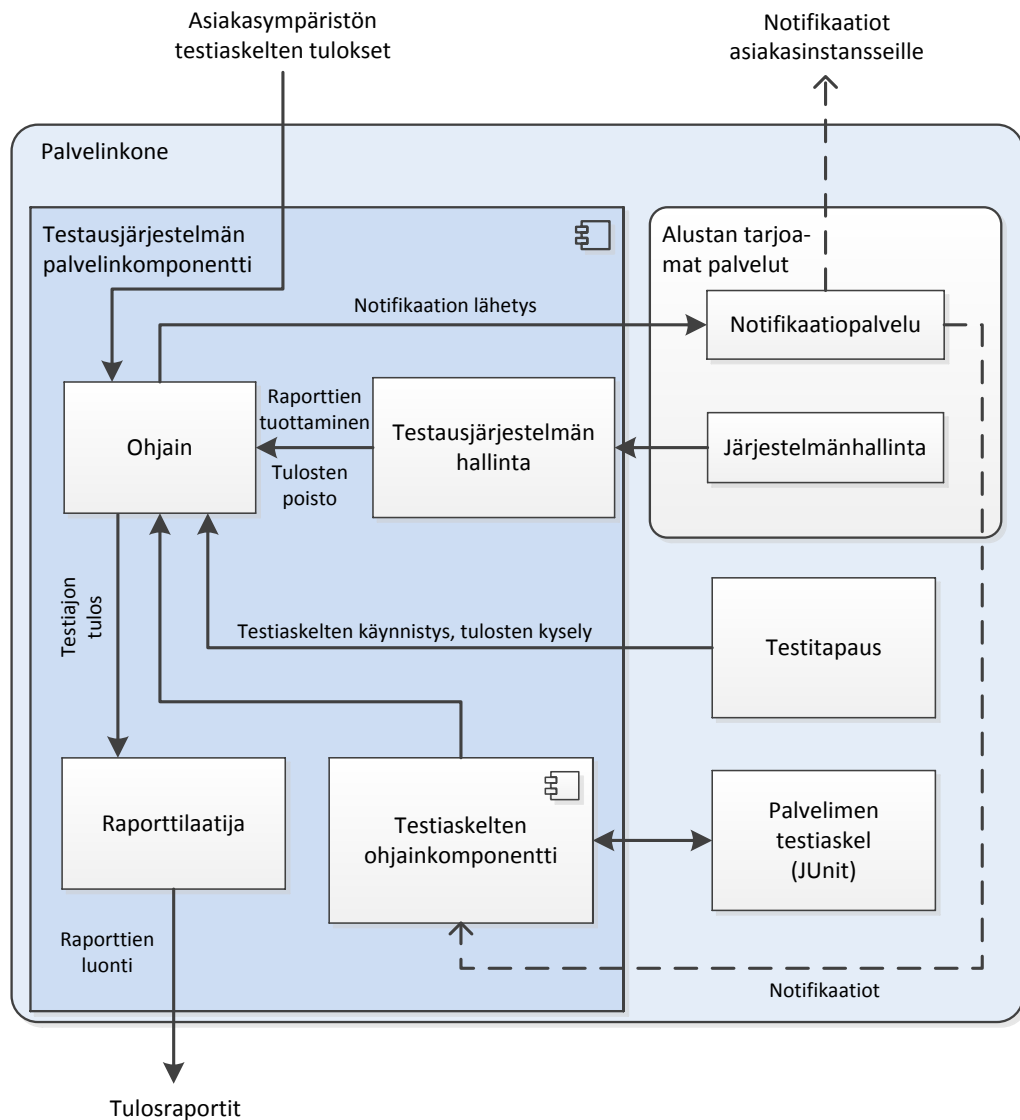 Asiakasympäristön
testiaskelten tulokset
Notifikaatiot
asiakasinstansseille
Palvelinkone
Testausjärjestelmän
palvelinkomponentti
Alustan tarjoa-
mat palvelut
Notifikaation lähetys
Notifikaatiopalvelu
Ohjain
Raporttien
tuottaminen
Tulosten
poisto
Testausjärjestelmän
hallinta
Järjestelmänhallinta
Testiajon
tulos
Testiaskelten käynnistys, tulosten kysely
Testitapaus
Raporttilaatija
Testiaskelten
ohjainkomponentti
Palvelimen
testiaskel
(JUnit)
Raporttien
luonti
Notifikaatiot
Tulosraportit